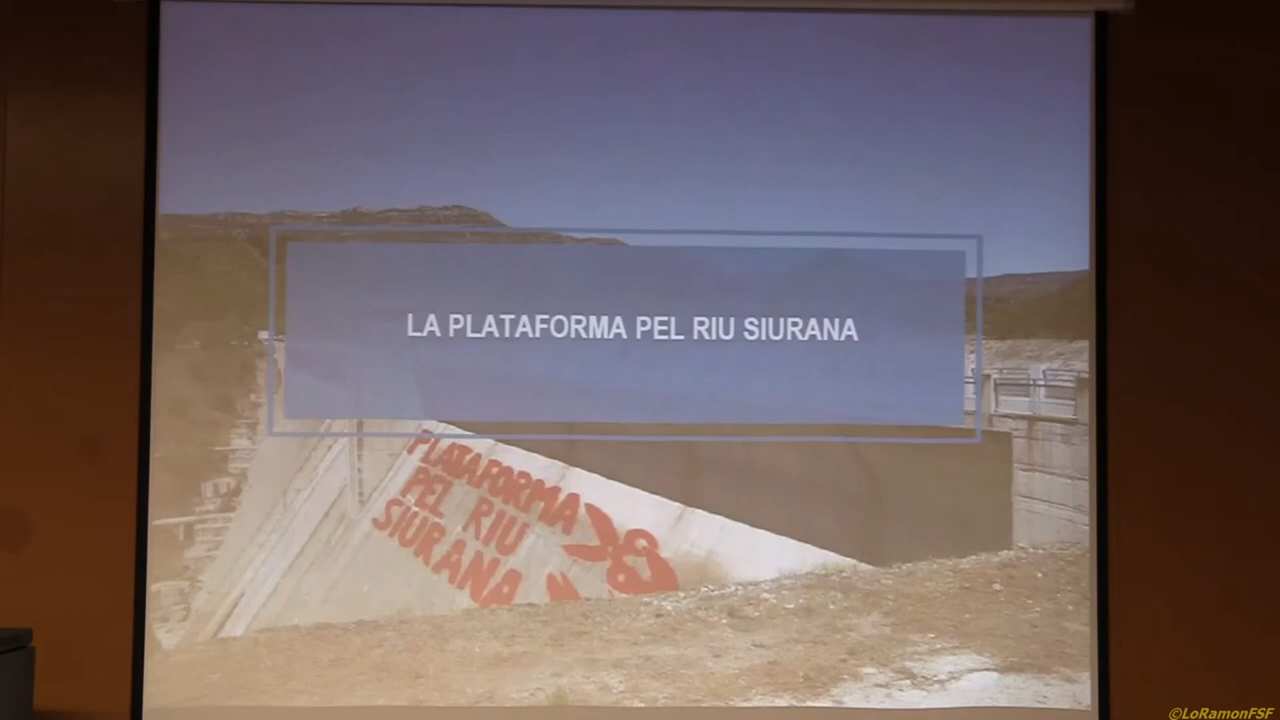 LA PLATAFORMA PEL RIU SIURANA
PLATAFORMA
PEL RIU
SIURANA
©LoRamonFSF